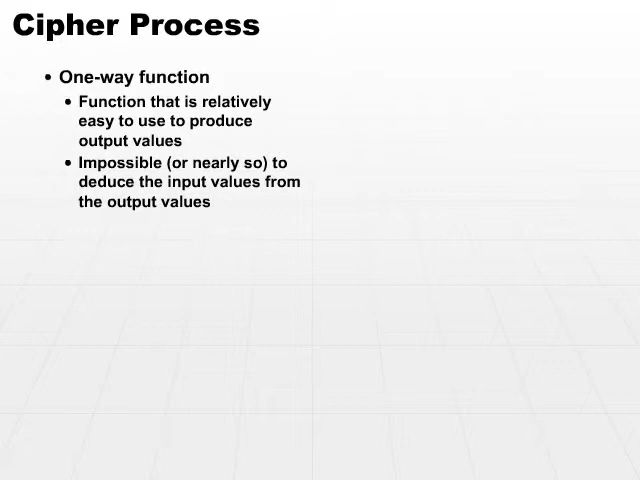 Cipher Process
• One-way function
• Function that is relatively
easy to use to produce
output values
• Impossible (or nearly so) to
deduce the input values from
the output values